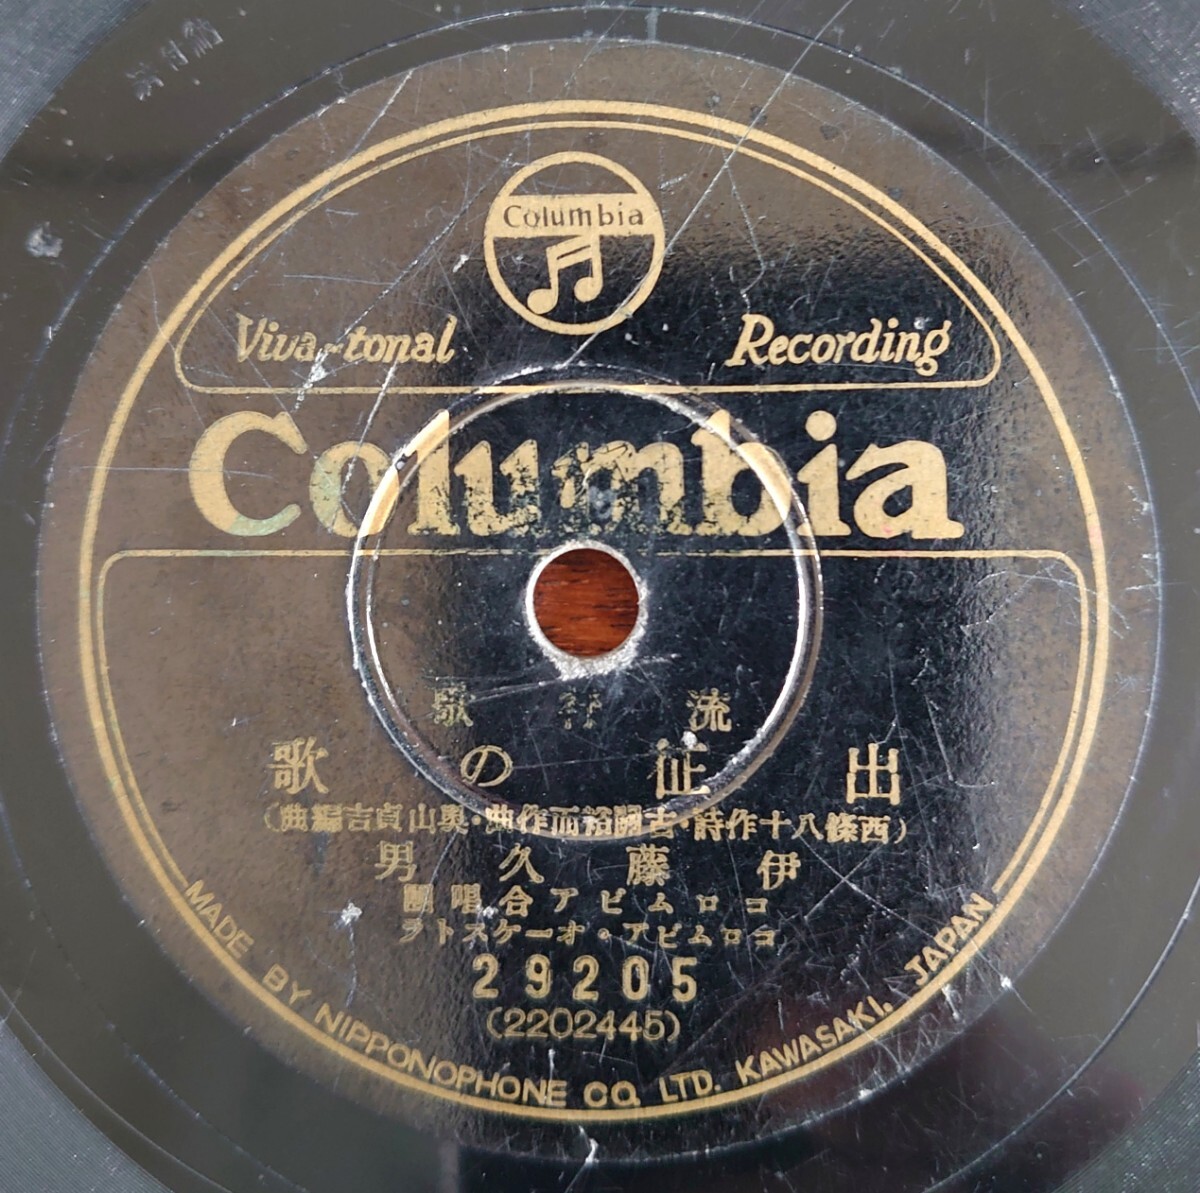 Columbia
Viva-tonal Recording
Columbia
流行歌
出征の歌
(西條八十作詩・古關裕而作曲・奥山貞吉編曲)
伊藤久男
コロムビア合唱團
コロムビア・オーケストラ
29205
(2202445)
MADE BY NIPPONOPHONE CO. LTD. KAWASAKI, JAPAN